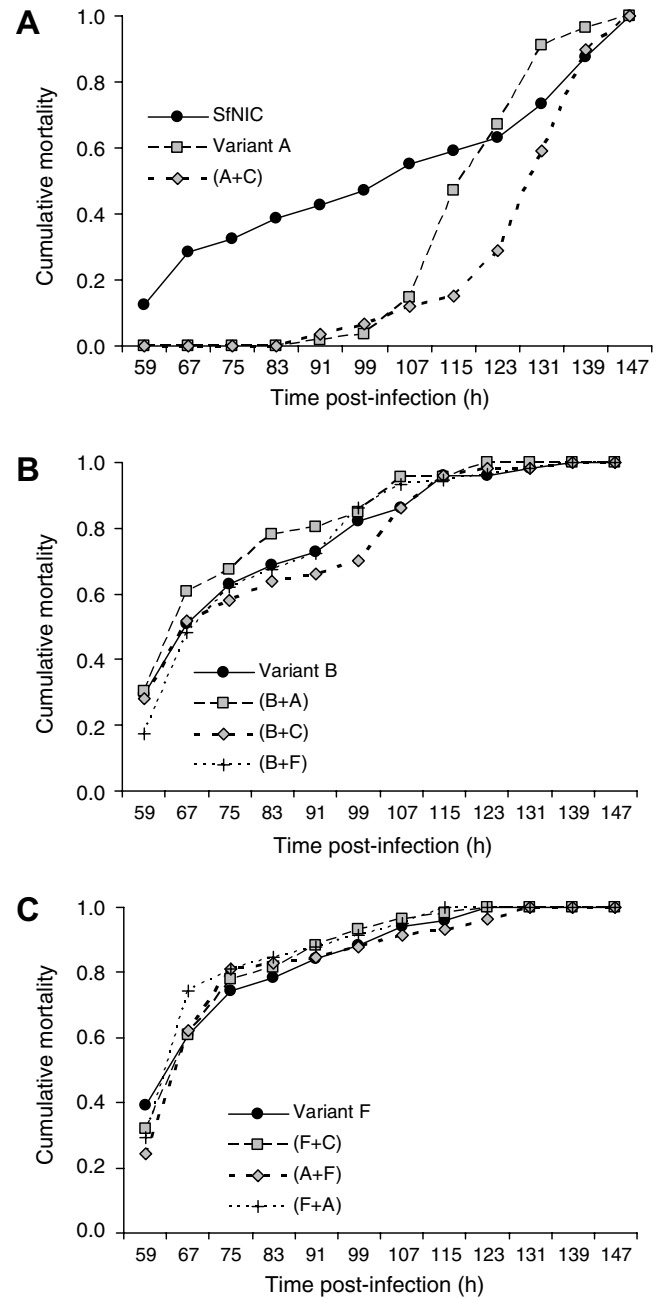 A
1.0
0.8
0.6
0.4
0.2
0.0
Cumulative mortality
SfNIC
Variant A
(A+C)
59 67 75 83 91 99 107 115 123 131 139 147
Time post-infection (h)
B
1.0
0.8
0.6
0.4
0.2
0.0
Cumulative mortality
Variant B
(B+A)
(B+C)
(B+F)
59 67 75 83 91 99 107 115 123 131 139 147
Time post-infection (h)
C
1.0
0.8
0.6
0.4
0.2
0.0
Cumulative mortality
Variant F
(F+C)
(A+F)
(F+A)
59 67 75 83 91 99 107 115 123 131 139 147
Time post-infection (h)